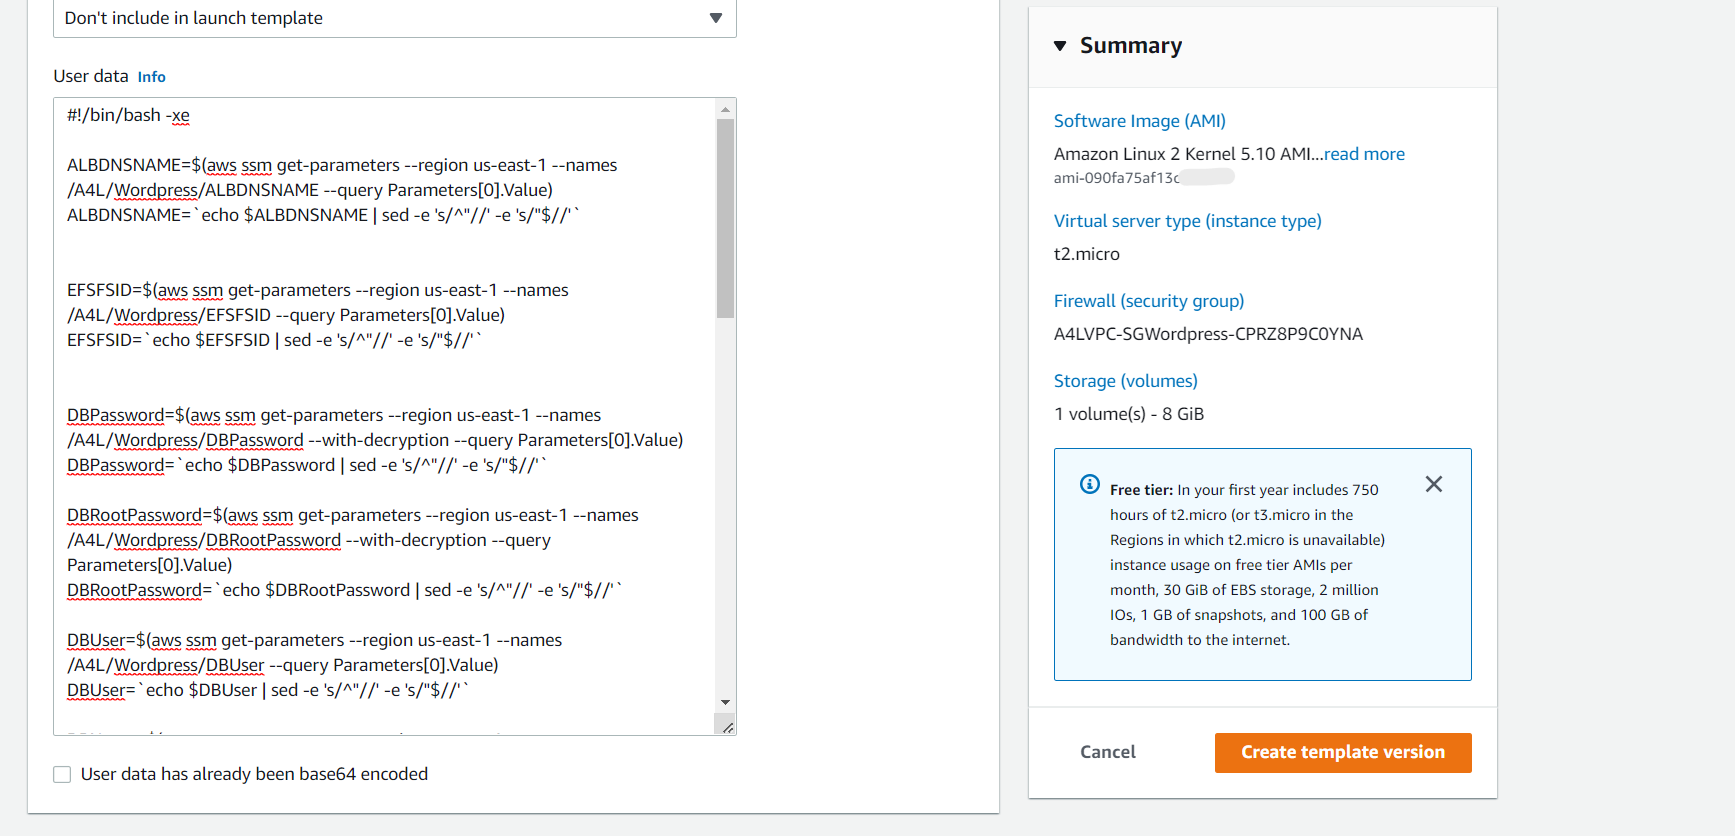 Don't include in launch template
User data Info
#!/bin/bash -xe
ALBDNSNAME=$(aws ssm get-parameters --region us-east-1 --names
/A4L/Wordpress/ALBDNSNAME --query Parameters[0].Value)
ALBDNSNAME=`echo $ALBDNSNAME | sed -e 's/^"//' -e 's/"$//'`
EFSFSID=$(aws ssm get-parameters --region us-east-1 --names
/A4L/Wordpress/EFSFSID --query Parameters[0].Value)
EFSFSID=`echo $EFSFSID | sed -e 's/^"//' -e 's/"$//'`
DBPassword=$(aws ssm get-parameters --region us-east-1 --names
/A4L/Wordpress/DBPassword --with-decryption --query Parameters[0].Value)
DBPassword=`echo $DBPassword | sed -e 's/^"//' -e 's/"$//'`
DBRootPassword=$(aws ssm get-parameters --region us-east-1 --names
/A4L/Wordpress/DBRootPassword --with-decryption --query
Parameters[0].Value)
DBRootPassword=`echo $DBRootPassword | sed -e 's/^"//' -e 's/"$//'`
DBUser=$(aws ssm get-parameters --region us-east-1 --names
/A4L/Wordpress/DBUser --query Parameters[0].Value)
DBUser=`echo $DBUser | sed -e 's/^"//' -e 's/"$//'`
User data has already been base64 encoded
Summary
Software Image (AMI)
Amazon Linux 2 Kernel 5.10 AMI...read more
ami-090fa75af13c
Virtual server type (instance type)
t2.micro
Firewall (security group)
A4LVPC-SGWordpress-CPRZ8P9C0YNA
Storage (volumes)
1 volume(s) - 8 GiB
Free tier: In your first year includes 750
hours of t2.micro (or t3.micro in the
Regions in which t2.micro is unavailable)
instance usage on free tier AMIs per
month, 30 GiB of EBS storage, 2 million
IOs, 1 GB of snapshots, and 100 GB of
bandwidth to the internet.
Cancel
Create template version